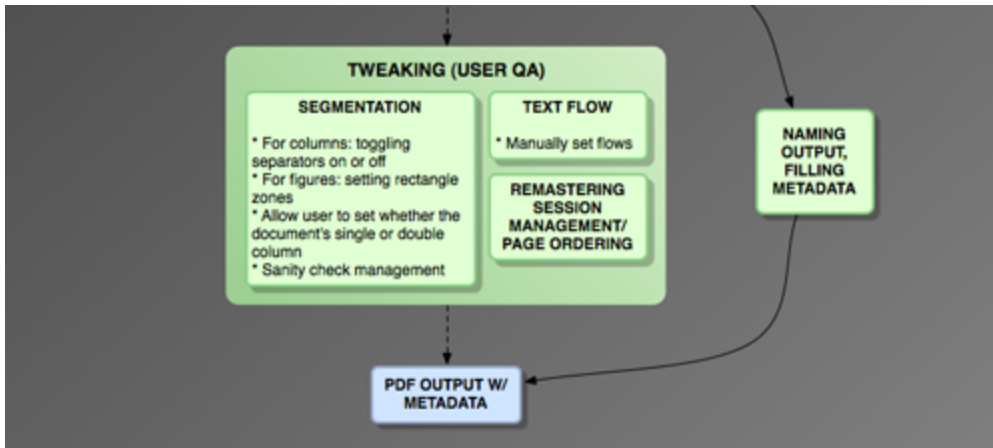 TWEAKING (USER QA)
SEGMENTATION
* For columns: toggling
separators on or off
* For figures: setting rectangle
zones
* Allow user to set whether the
document's single or double
column
* Sanity check management
TEXT FLOW
* Manually set flows
REMASTERING
SESSION
MANAGEMENT/
PAGE ORDERING
NAMING
OUTPUT,
FILLING
METADATA
PDF OUTPUT W/
METADATA